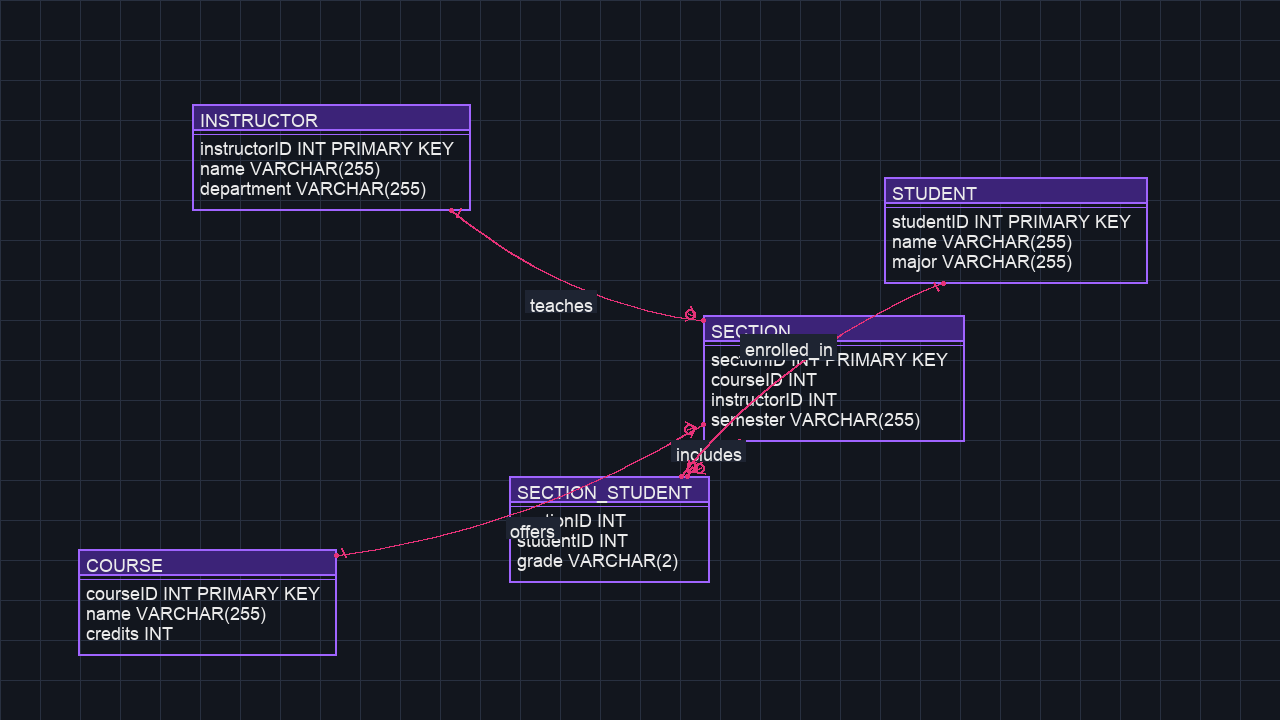 INSTRUCTOR
instructorID INT PRIMARY KEY
name VARCHAR(255)
department VARCHAR(255)
STUDENT
studentID INT PRIMARY KEY
name VARCHAR(255)
major VARCHAR(255)
teaches
SECTION
enrolled_in
sectionID INT PRIMARY KEY
courseID INT
instructorID INT
semester VARCHAR(255)
includes
SECTION_STUDENT
sectionID INT
offers
studentID INT
grade VARCHAR(2)
COURSE
courseID INT PRIMARY KEY
name VARCHAR(255)
credits INT